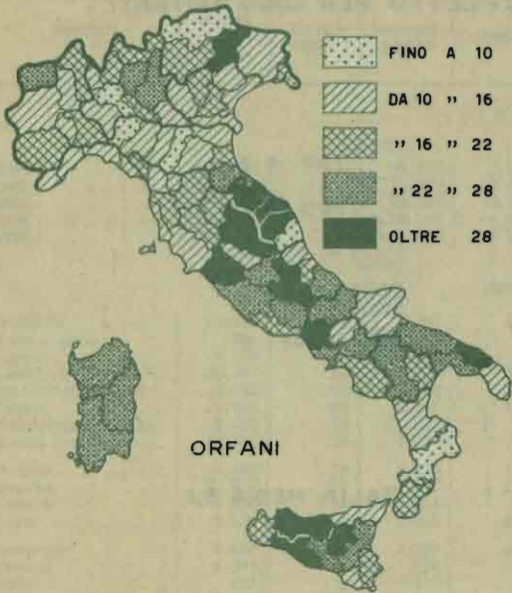 FINO A 10
DA 10 " 16
" 16 " 22
" 22 " 28
OLTRE 28
ORFANI